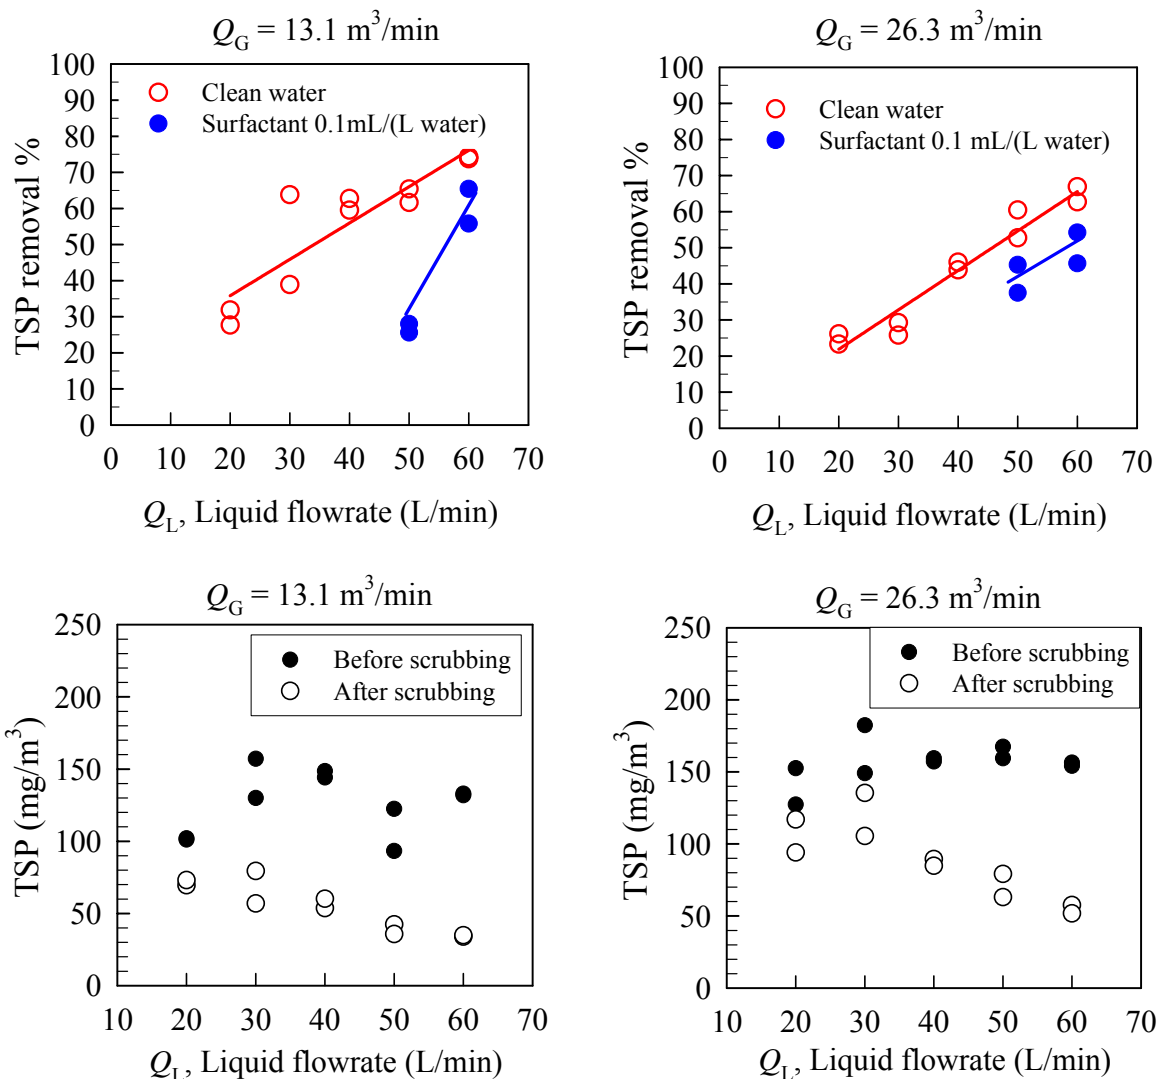 Q_G = 13.1 m³/min
100
90
80
70
60
50
40
30
20
10
0
TSP removal %
Clean water
Surfactant 0.1mL/(L water)
0 10 20 30 40 50 60 70
Q_L, Liquid flowrate (L/min)
Q_G = 26.3 m³/min
100
90
80
70
60
50
40
30
20
10
0
TSP removal %
Clean water
Surfactant 0.1 mL/(L water)
0 10 20 30 40 50 60 70
Q_L, Liquid flowrate (L/min)
Q_G = 13.1 m³/min
250
200
150
100
50
0
TSP (mg/m³)
Before scrubbing
After scrubbing
10 20 30 40 50 60 70
Q_L, Liquid flowrate (L/min)
Q_G = 26.3 m³/min
250
200
150
100
50
0
TSP (mg/m³)
Before scrubbing
After scrubbing
10 20 30 40 50 60 70
Q_L, Liquid flowrate (L/min)